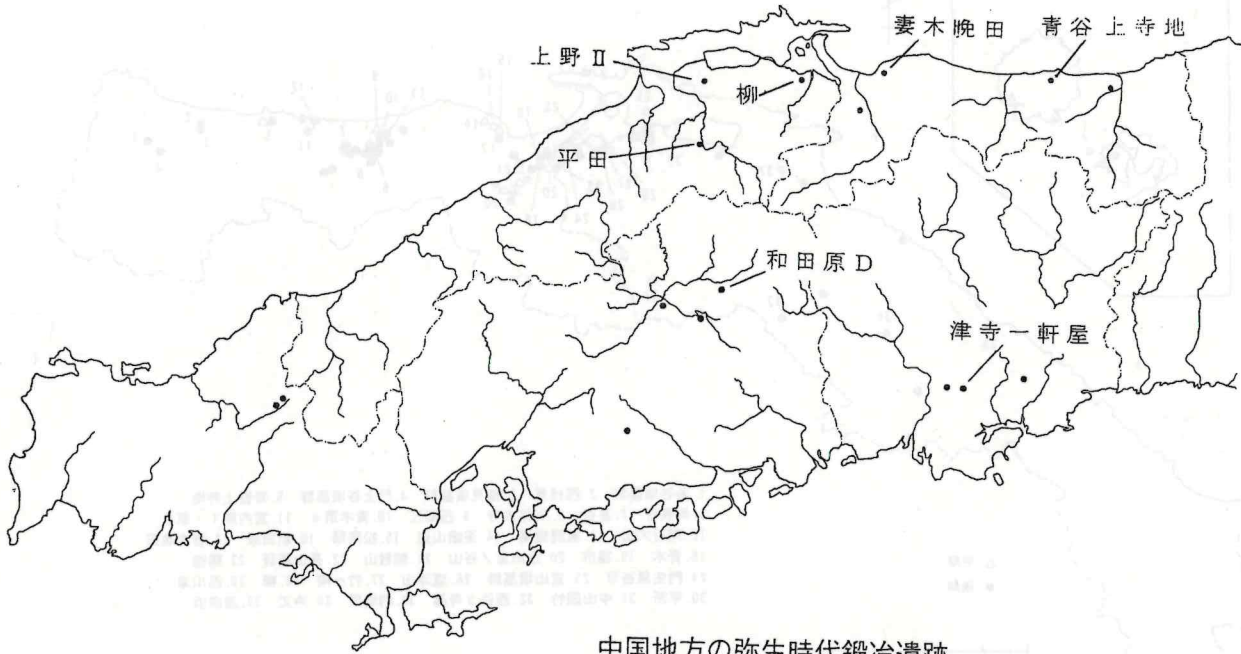 妻木晩田
青谷上寺地
上野Ⅱ
柳
平田
和田原D
津寺一軒屋
中国地方の弥生時代鍛冶遺跡